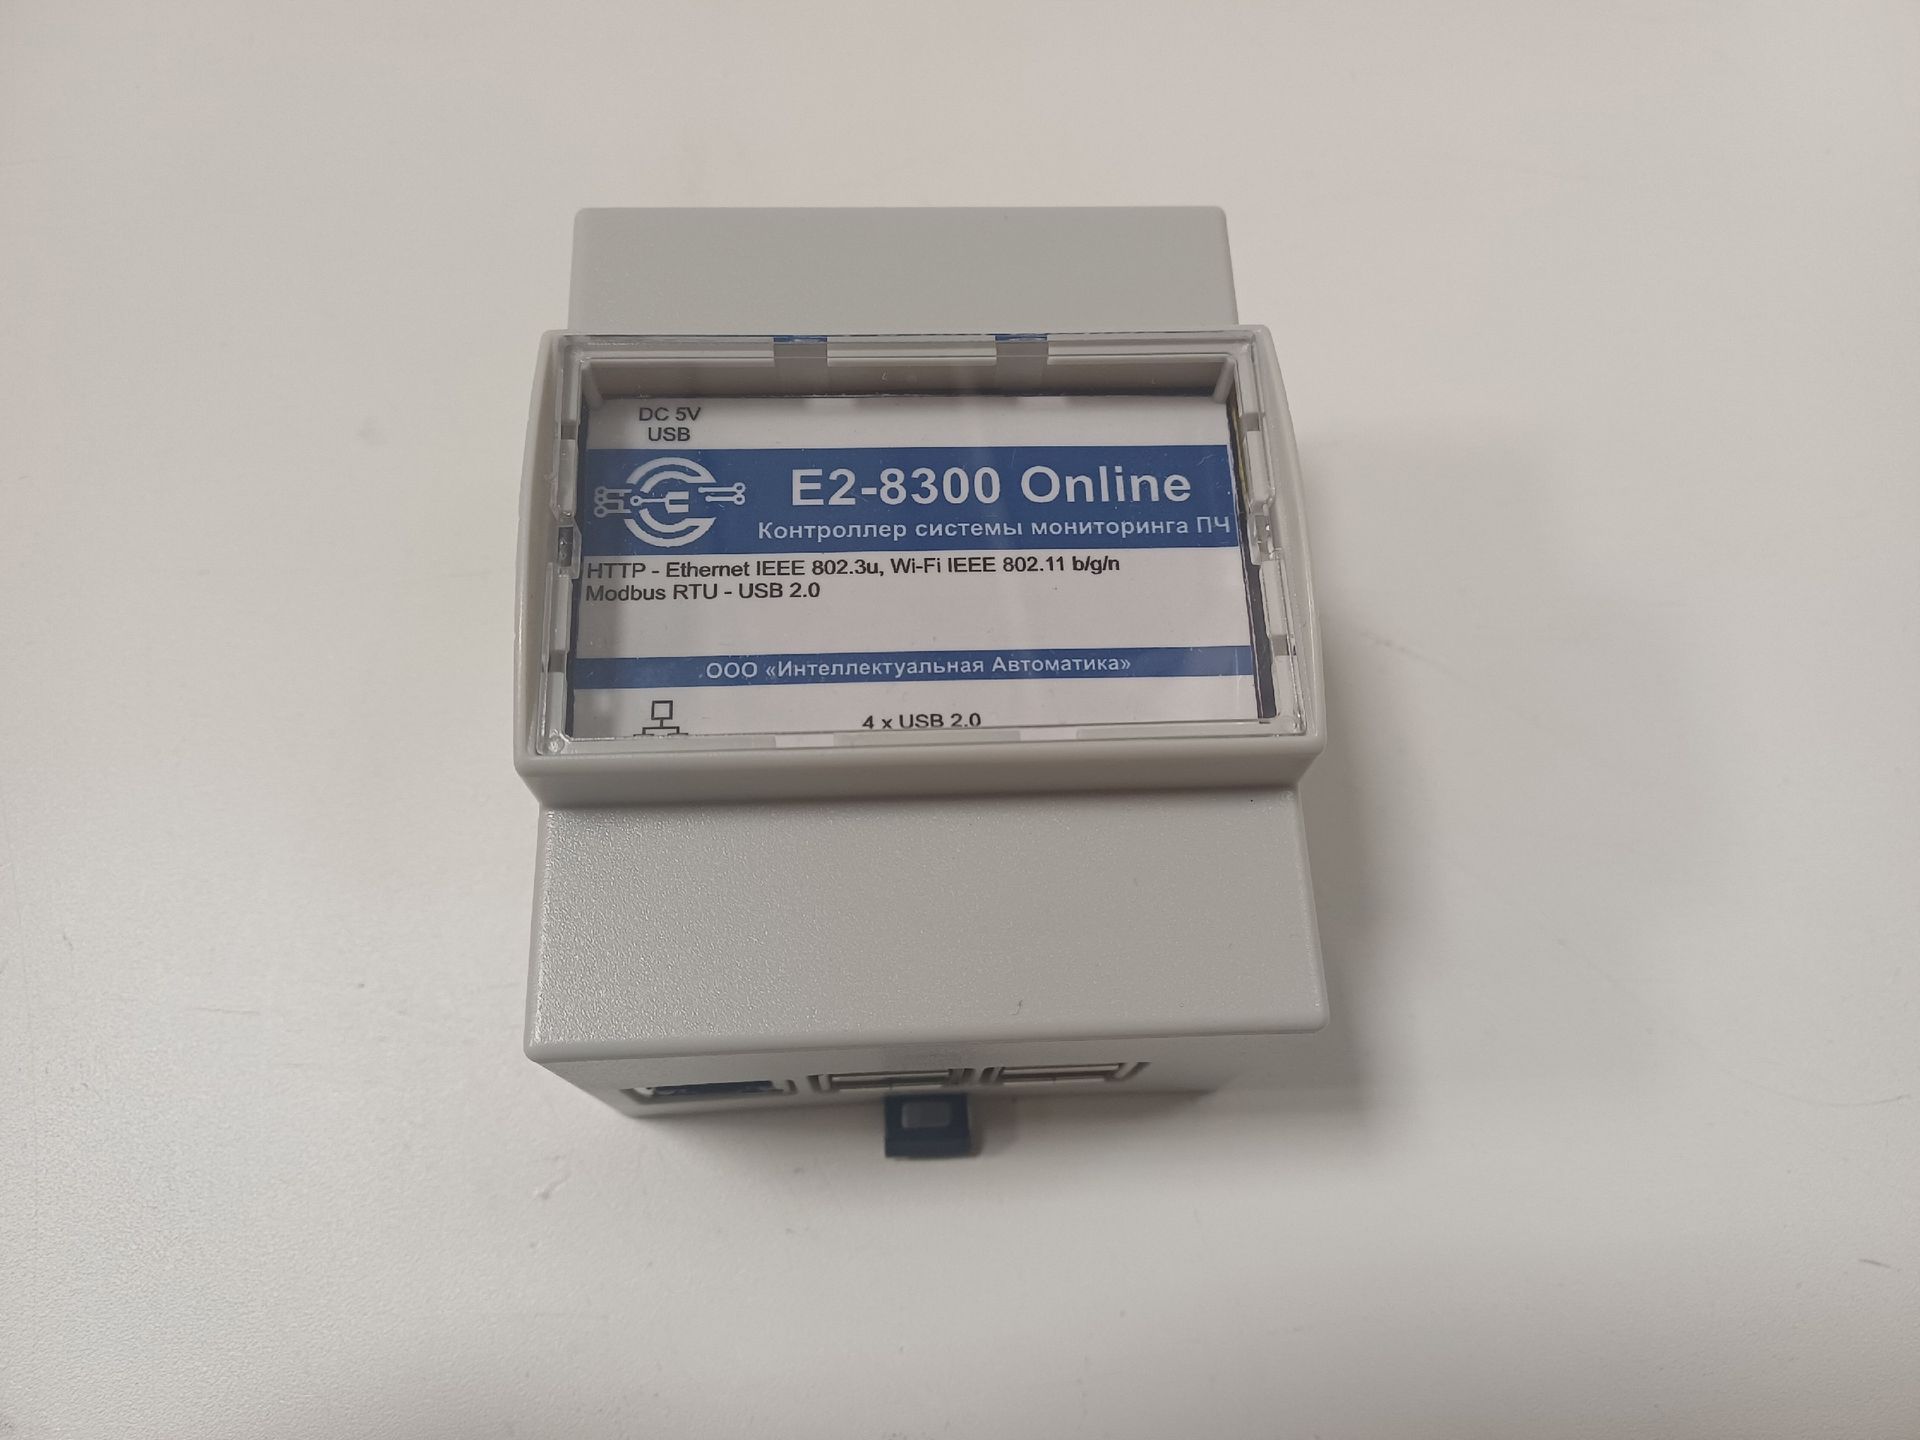 DC 5V
USB
E2-8300 Online
Контроллер системы мониторинга ПЧ
HTTP - Ethernet IEEE 802.3u, Wi-Fi IEEE 802.11 b/g/n
Modbus RTU - USB 2.0
ООО «Интеллектуальная Автоматика»
4 x USB 2.0